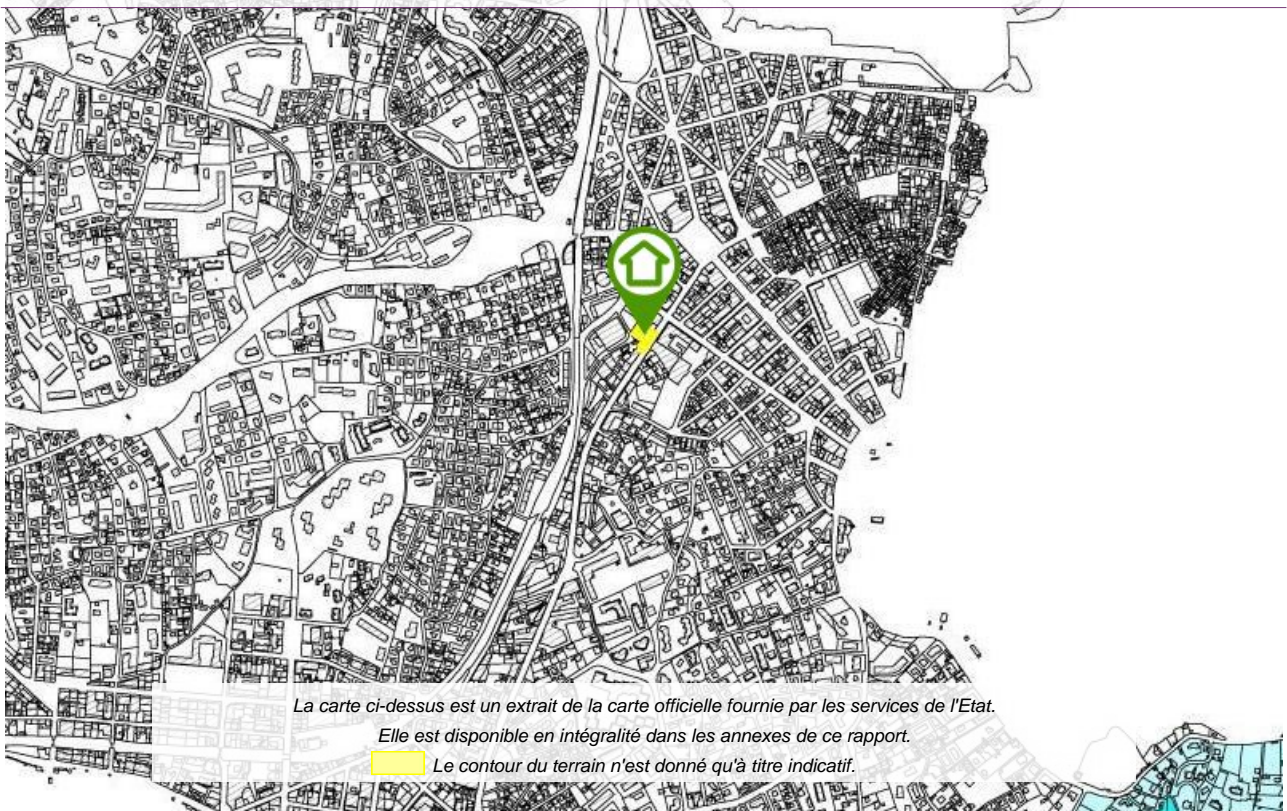 La carte ci-dessus est un extrait de la carte officielle fournie par les services de l'Etat.
Elle est disponible en intégralité dans les annexes de ce rapport.
Le contour du terrain n'est donné qu'à titre indicatif.